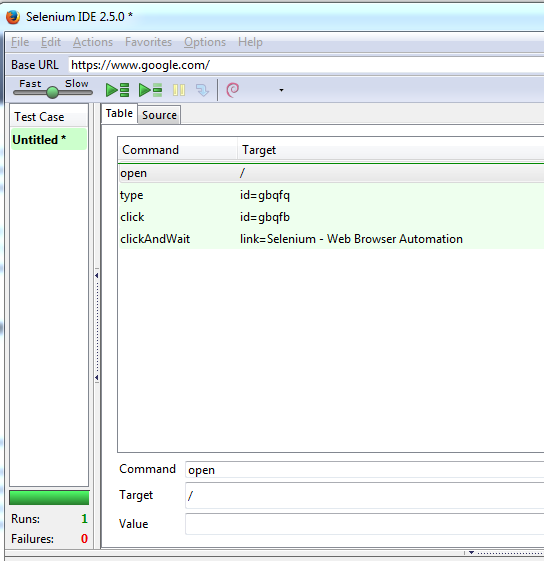 Selenium IDE 2.5.0 *
File Edit Actions Favorites Options Help
Base URL https://www.google.com/
Fast Slow
Test Case
Untitled *
Table Source
Command Target
open /
type id=gbqfq
click id=gbqfb
clickAndWait link=Selenium - Web Browser Automation
Command open
Target /
Value
Runs: 1
Failures: 0